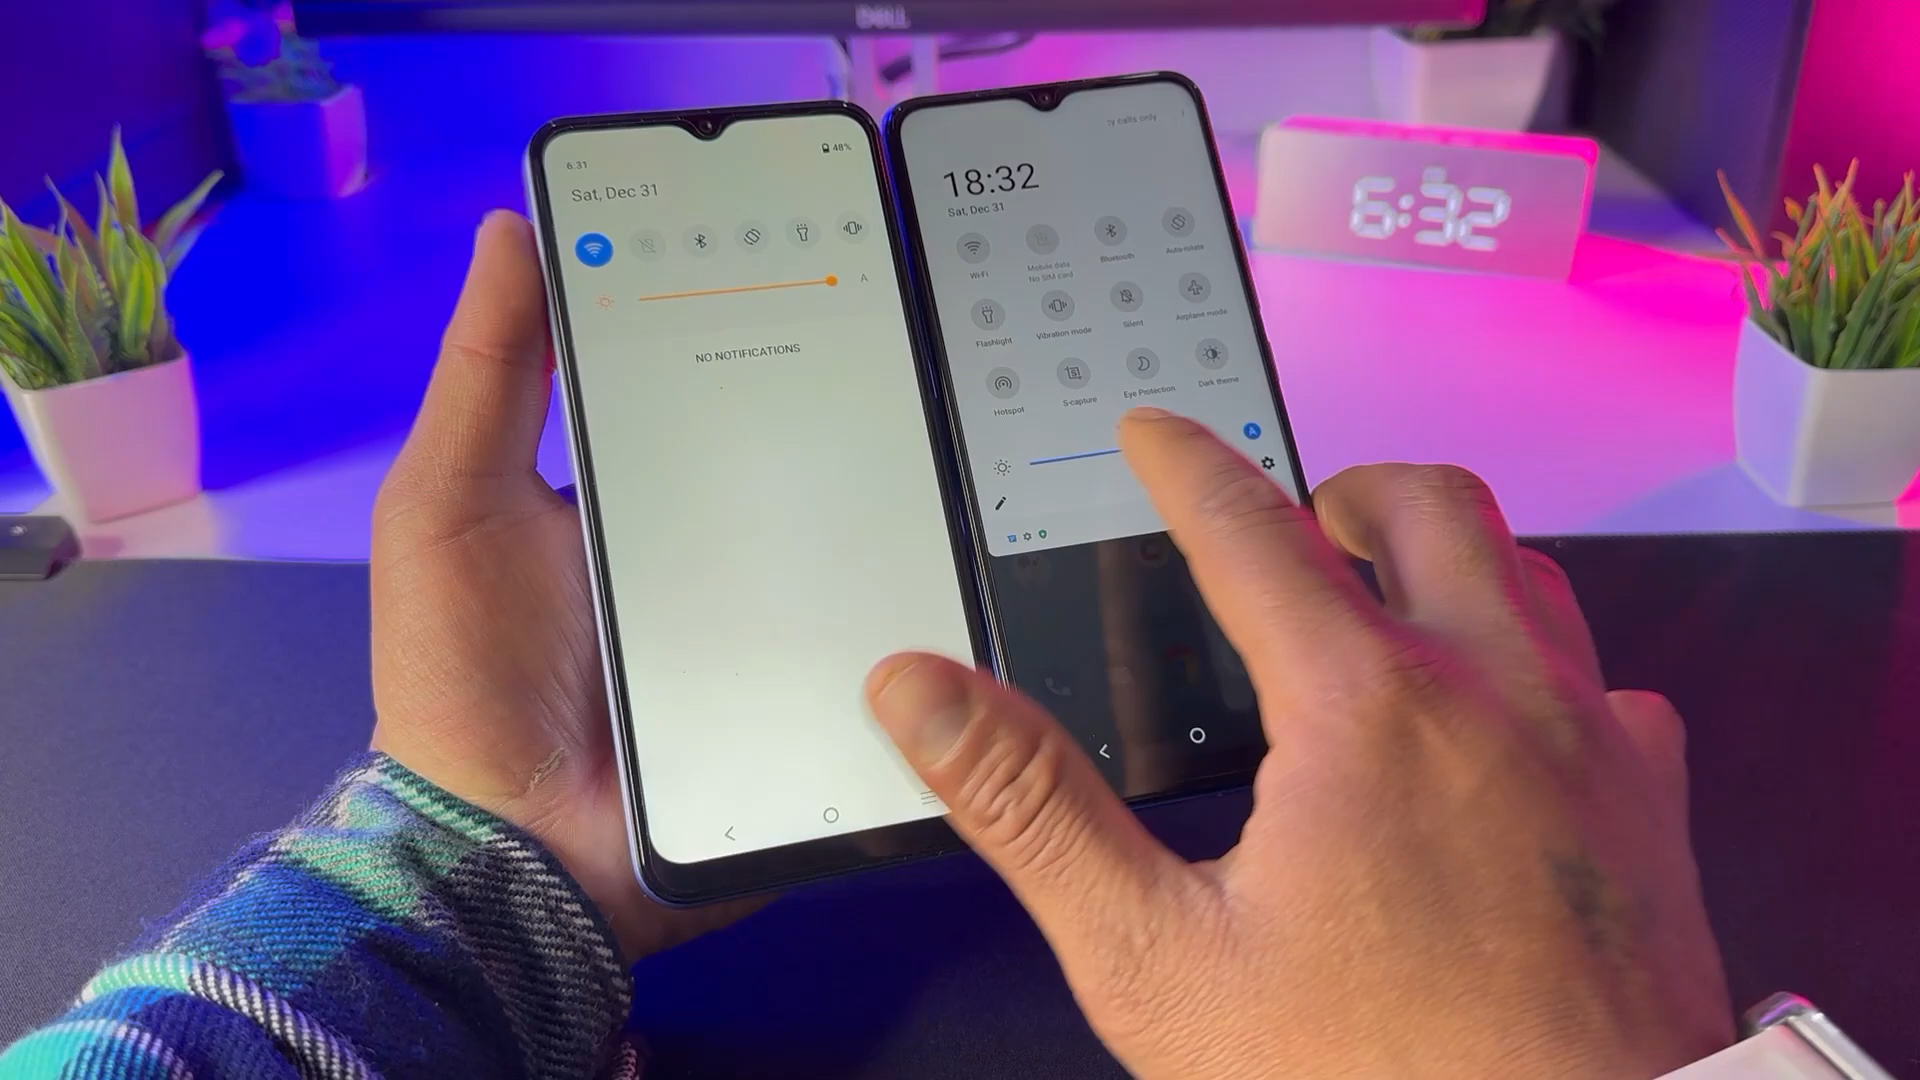 DELL
6:31
48%
Sat, Dec 31
A
NO NOTIFICATIONS
y calls only
18:32
Sat, Dec 31
Wi-Fi
Mobile data
No SIM card
Bluetooth
Auto-rotate
Flashlight
Vibration mode
Silent
Airplane mode
Hotspot
S-capture
Eye Protection
Dark theme
A
6:32